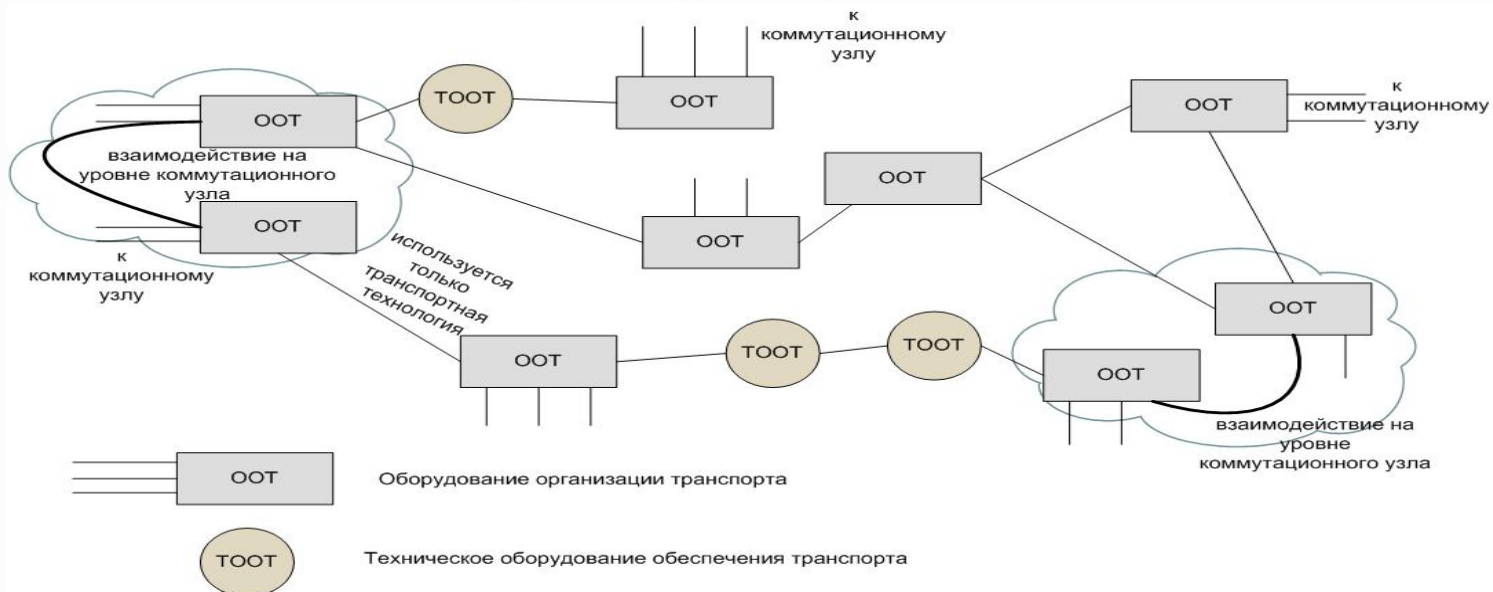 к
коммутационному
узлу
ТООТ
ООТ
ООТ
ООТ
к
коммутационному
узлу
взаимодействие на
уровне коммутационного
узла
ООТ
ООТ
ООТ
к
коммутационному
узлу
используется
только
транспортная
технология
ООТ
ООТ
ТООТ
ТООТ
ООТ
ООТ
взаимодействие на
уровне
коммутационного узла
ООТ
Оборудование организации транспорта
ТООТ
Техническое оборудование обеспечения транспорта